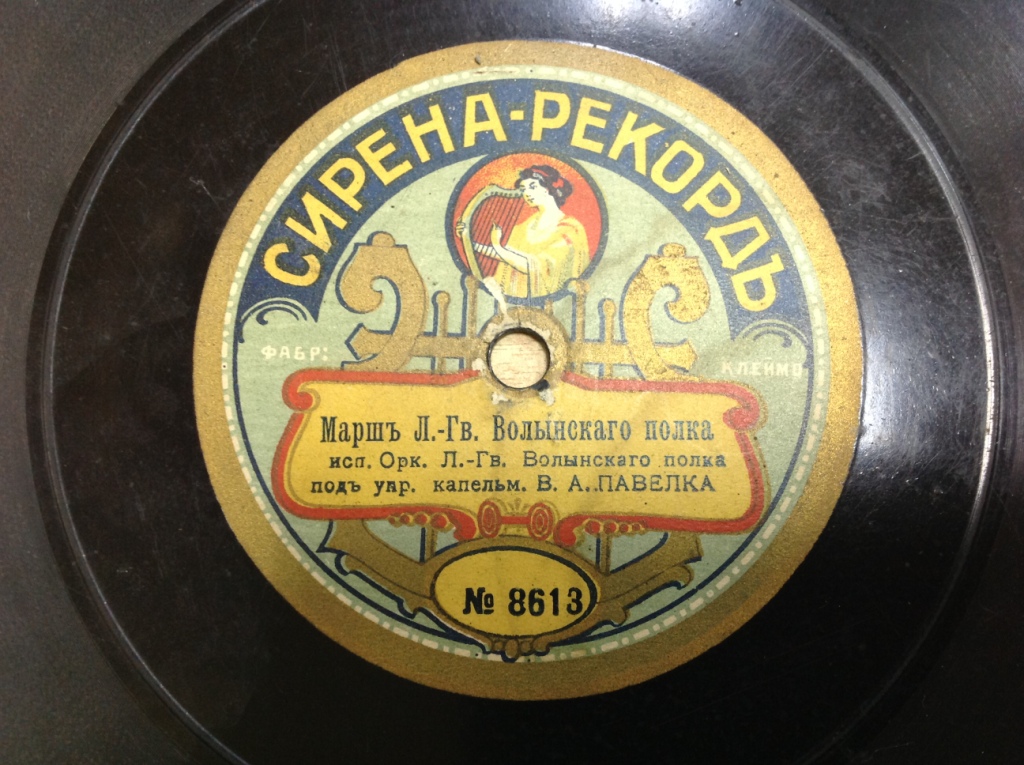 СИРЕНА-РЕКОРДЪ
ФАБР: КЛЕЙМО
Маршъ Л.-Гв. Волынскаго полка
исп. Орк. Л.-Гв. Волынскаго полка
подъ упр. капельм. В. А. ПАВЕЛКА
№ 8613